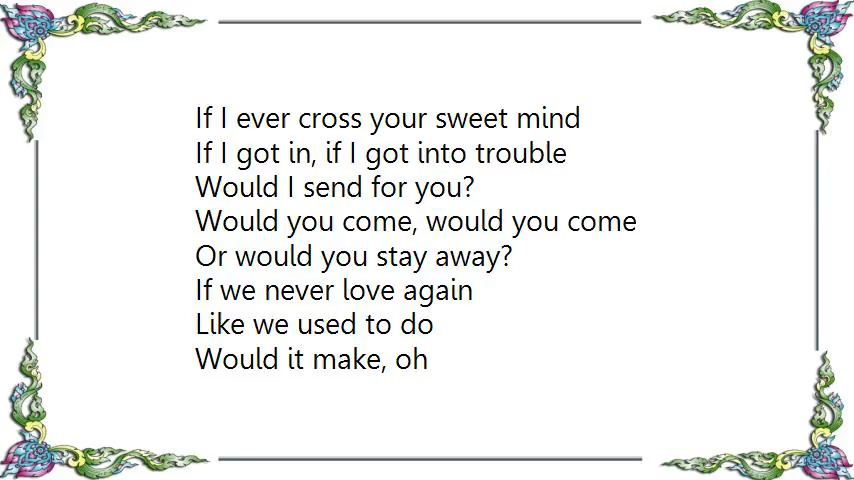 If I ever cross your sweet mind
If I got in, if I got into trouble
Would I send for you?
Would you come, would you come
Or would you stay away?
If we never love again
Like we used to do
Would it make, oh